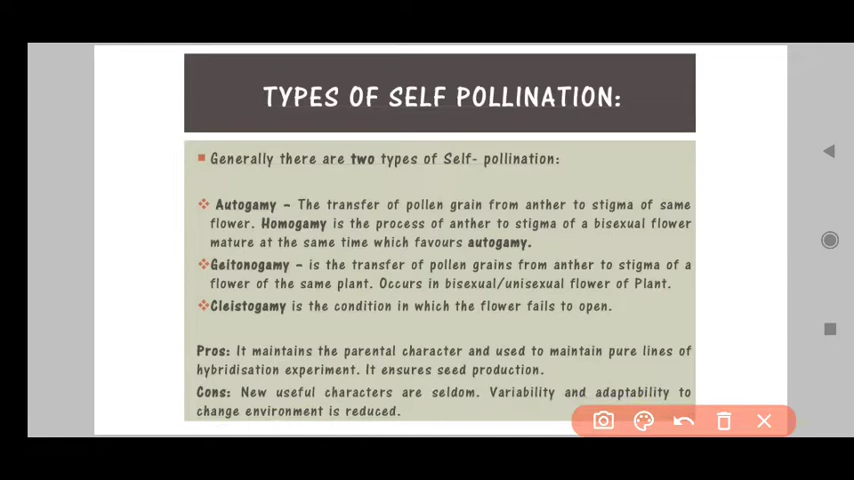 TYPES OF SELF POLLINATION:
Generally there are two types of Self- pollination:
Autogamy – The transfer of pollen grain from anther to stigma of same
flower. Homogamy is the process of anther to stigma of a bisexual flower
mature at the same time which favours autogamy.
Geitonogamy – is the transfer of pollen grains from anther to stigma of a
flower of the same plant. Occurs in bisexual/unisexual flower of Plant.
Cleistogamy is the condition in which the flower fails to open.
Pros: It maintains the parental character and used to maintain pure lines of
hybridisation experiment. It ensures seed production.
Cons: New useful characters are seldom. Variability and adaptability to
change environment is reduced.